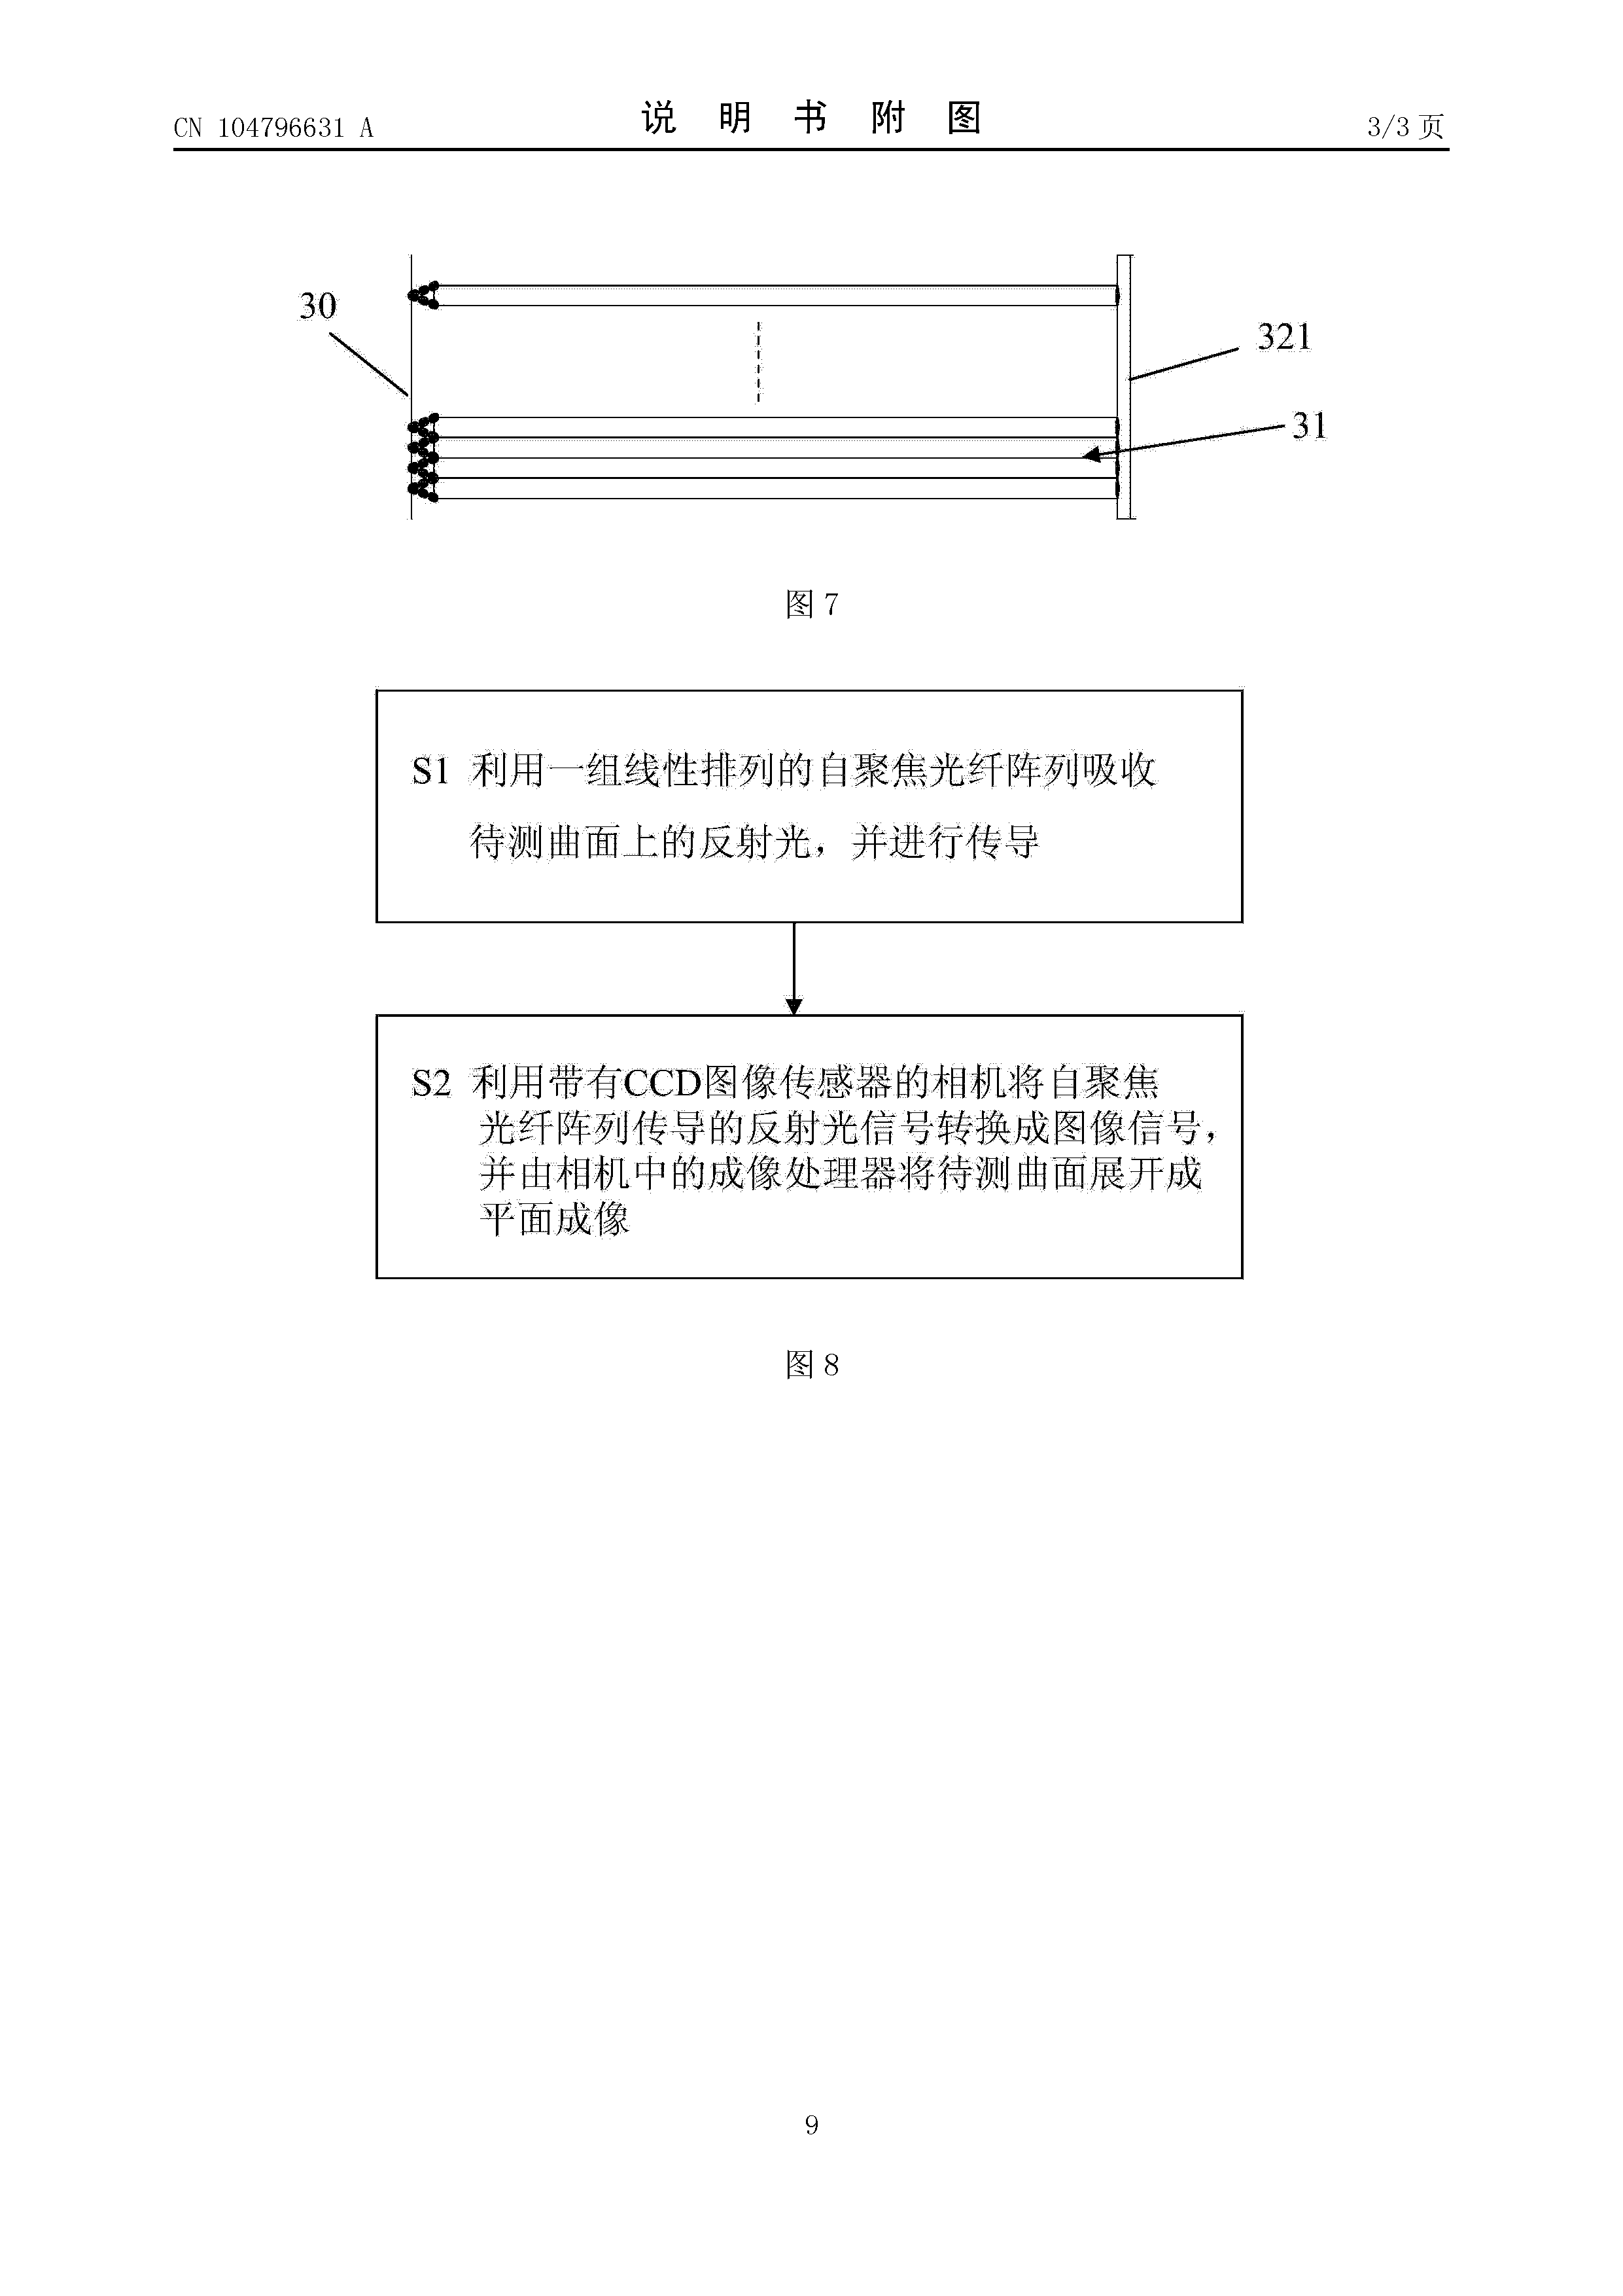 CN 104796631 A
说 明 书 附 图
3/3 页
30
321
31
图 7
S1 利用一组线性排列的自聚焦光纤阵列吸收
待测曲面上的反射光，并进行传导
S2 利用带有CCD图像传感器的相机将自聚焦
光纤阵列传导的反射光信号转换成图像信号，
并由相机中的成像处理器将待测曲面展开成
平面成像
图 8
9